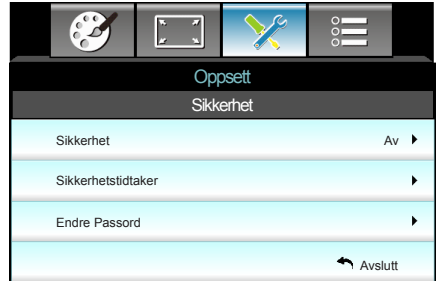 Oppsett
Sikkerhet
Sikkerhet Av
Sikkerhetstidtaker
Endre Passord
Avslutt